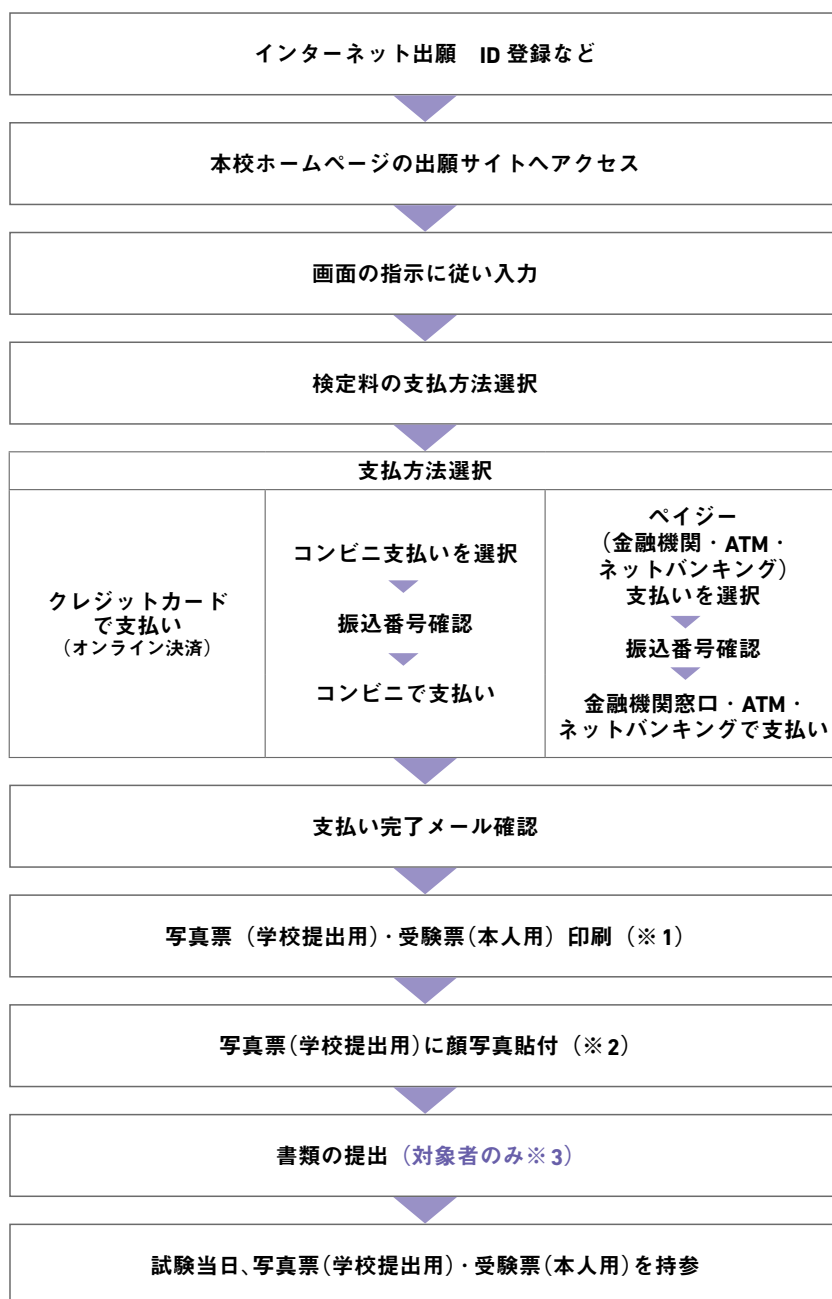 インターネット出願　ID 登録など
本校ホームページの出願サイトへアクセス
画面の指示に従い入力
検定料の支払方法選択
支払方法選択
クレジットカード
で支払い
（オンライン決済）
コンビニ支払いを選択
振込番号確認
コンビニで支払い
ペイジー
（金融機関・ATM・
ネットバンキング）
支払いを選択
振込番号確認
金融機関窓口・ATM・
ネットバンキングで支払い
支払い完了メール確認
写真票（学校提出用）・受験票（本人用）印刷（※1）
写真票（学校提出用）に顔写真貼付（※2）
書類の提出（対象者のみ※3）
試験当日、写真票（学校提出用）・受験票（本人用）を持参